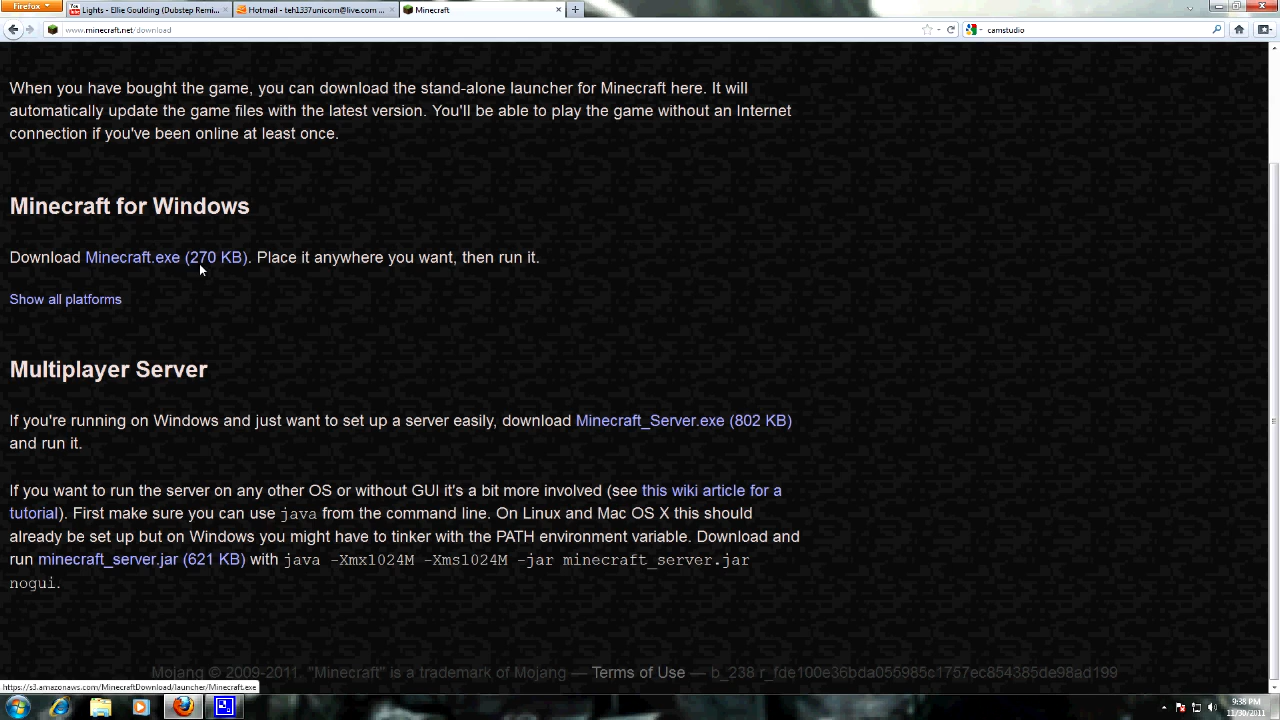 Firefox
Lights - Ellie Goulding (Dubstep Remi...
Hotmail - teh1337unicorn@live.com ...
Minecraft
www.minecraft.net/download
camstudio
When you have bought the game, you can download the stand-alone launcher for Minecraft here. It will
automatically update the game files with the latest version. You'll be able to play the game without an Internet
connection if you've been online at least once.
Minecraft for Windows
Download Minecraft.exe (270 KB). Place it anywhere you want, then run it.
Show all platforms
Multiplayer Server
If you're running on Windows and just want to set up a server easily, download Minecraft_Server.exe (802 KB)
and run it.
If you want to run the server on any other OS or without GUI it's a bit more involved (see this wiki article for a
tutorial). First make sure you can use java from the command line. On Linux and Mac OS X this should
already be set up but on Windows you might have to tinker with the PATH environment variable. Download and
run minecraft_server.jar (621 KB) with java -Xmx1024M -Xms1024M -jar minecraft_server.jar
nogui.
Mojang © 2009-2011. "Minecraft" is a trademark of Mojang — Terms of Use — b_238 r_fde100e36bda055985c1757ec854385de98ad199
https://s3.amazonaws.com/MinecraftDownload/launcher/Minecraft.exe
9:38 PM
11/30/2011